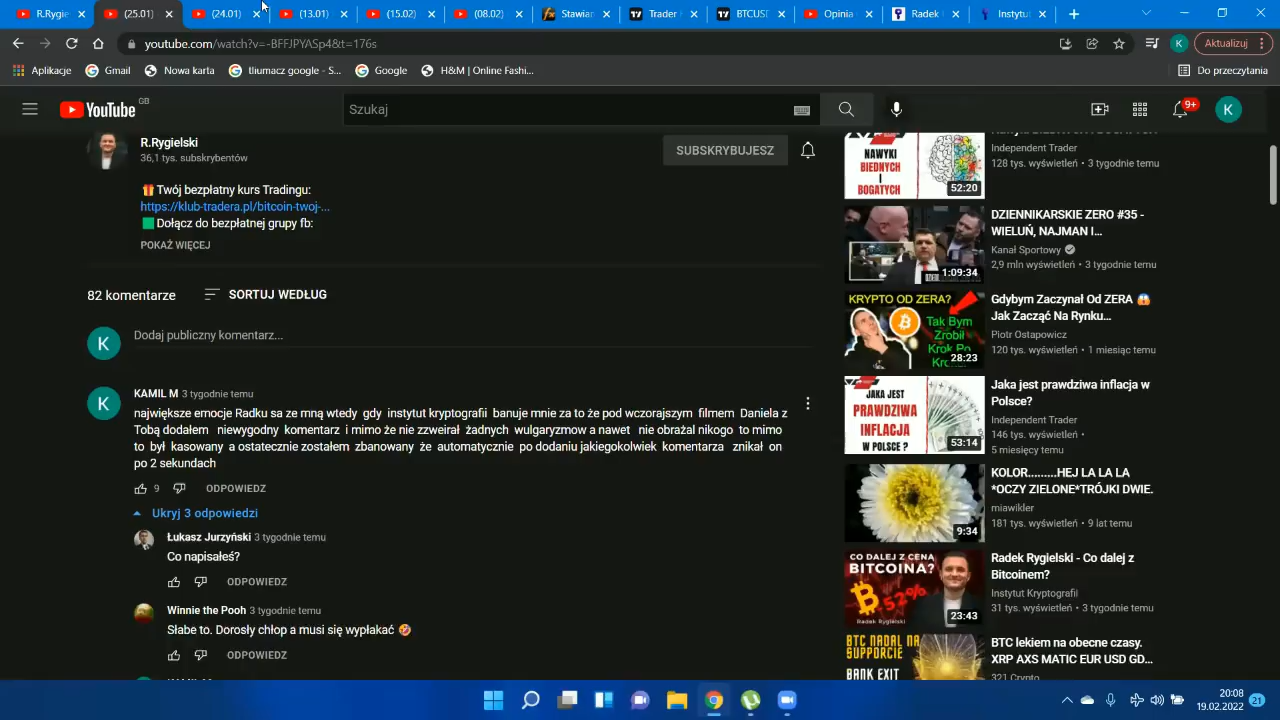 R.Rygie
(25.01)
(24.01)
(13.01)
(15.02)
(08.02)
Stawian
Trader
BTCUSD
Opinia
Radek
Instytut
youtube.com/watch?v=-BFFJPYASp4&t=176s
K
Aktualizuj
Aplikacje
Gmail
Nowa karta
tłumacz google - S...
Google
H&M | Online Fashi...
Do przeczytania
YouTube
GB
Szukaj
9+
K
R.Rygielski
36,1 tys. subskrybentów
SUBSKRYBUJESZ
🎁Twój bezpłatny kurs Tradingu:
https://klub-tradera.pl/bitcoin-twoj-...
🟩Dołącz do bezpłatnej grupy fb:
POKAŻ WIĘCEJ
82 komentarze
SORTUJ WEDŁUG
K
Dodaj publiczny komentarz...
K
KAMIL M 3 tygodnie temu
największe emocje Radku sa ze mną wtedy gdy instytut kryptografii banuje mnie za to że pod wczorajszym filmem Daniela z
Tobą dodałem niewygodny komentarz i mimo że nie zzweirał żadnych wulgaryzmow a nawet nie obrażał nikogo to mimo
to był kasowany a ostatecznie zostałem zbanowany że automatycznie po dodaniu jakiegokolwiek komentarza znikał on
po 2 sekundach
9
ODPOWIEDZ
Ukryj 3 odpowiedzi
Łukasz Jurzyński 3 tygodnie temu
Co napisałeś?
ODPOWIEDZ
Winnie the Pooh 3 tygodnie temu
Słabe to. Dorosły chłop a musi się wypłakać 🤣
ODPOWIEDZ
NAWYKI
BIEDNYCH
I
BOGATYCH
52:20
Independent Trader
128 tys. wyświetleń • 3 tygodnie temu
1:09:34
DZIENNIKARSKIE ZERO #35 -
WIELUŃ, NAJMAN I...
Kanał Sportowy
2,9 mln wyświetleń • 3 tygodnie temu
KRYPTO OD ZERA?
Tak Bym
Zrobił
Krok Po
28:23
Gdybym Zaczynał Od ZERA 😱
Jak Zacząć Na Rynku...
Piotr Ostapowicz
120 tys. wyświetleń • 1 miesiąc temu
JAKA JEST
PRAWDZIWA
INFLACJA
W POLSCE ?
53:14
Jaka jest prawdziwa inflacja w
Polsce?
Independent Trader
146 tys. wyświetleń •
5 miesięcy temu
9:34
KOLOR.........HEJ LA LA LA
*OCZY ZIELONE*TRÓJKI DWIE.
miawikler
181 tys. wyświetleń • 9 lat temu
CO DALEJ Z CENĄ
BITCOINA?
52%
Radek Rygielski
23:43
Radek Rygielski - Co dalej z
Bitcoinem?
Instytut Kryptografii
31 tys. wyświetleń • 3 tygodnie temu
BTC NADAL NA
SUPPORCIE
BANK EXIT
BTC lekiem na obecne czasy.
XRP AXS MATIC EUR USD GD...
321 Crypto
20:08
19.02.2022
21